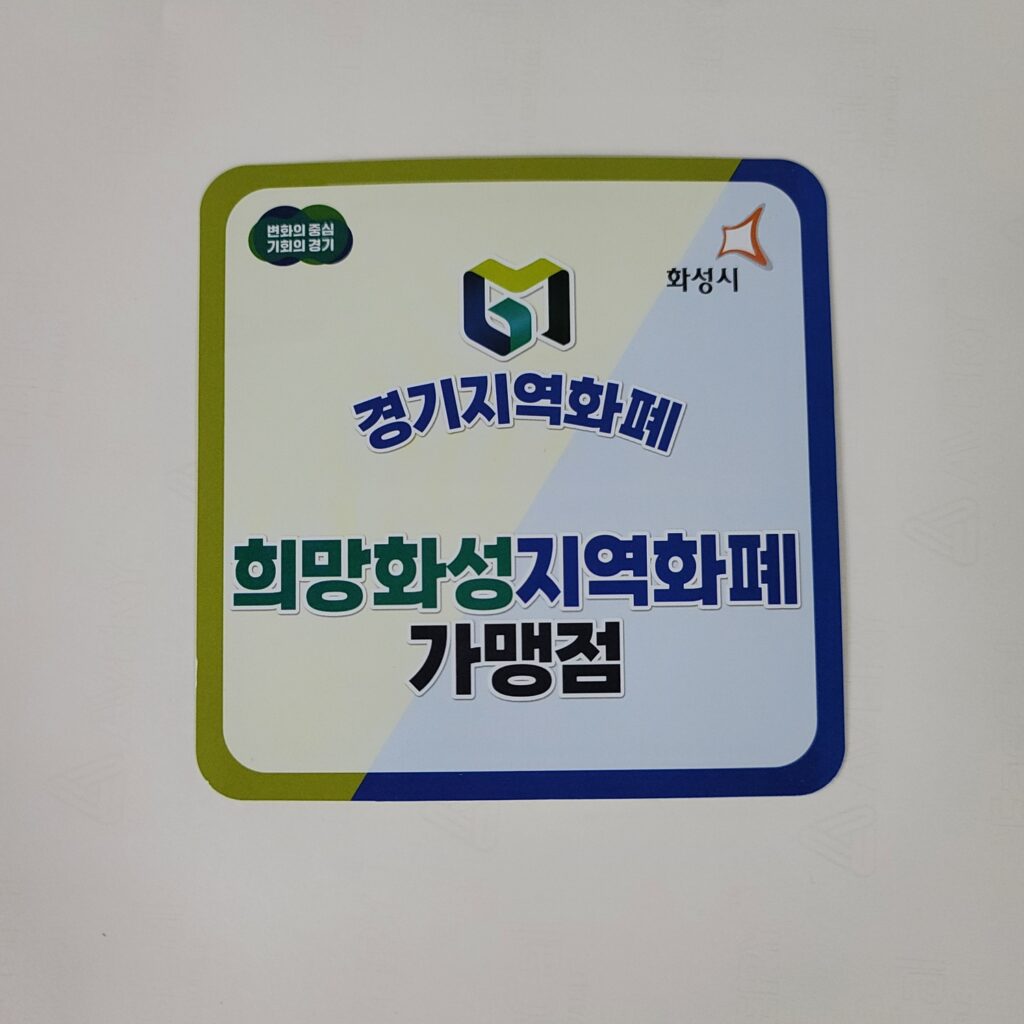 변화의 중심
기회의 경기
화성시
경기지역화폐
희망화성지역화폐
가맹점